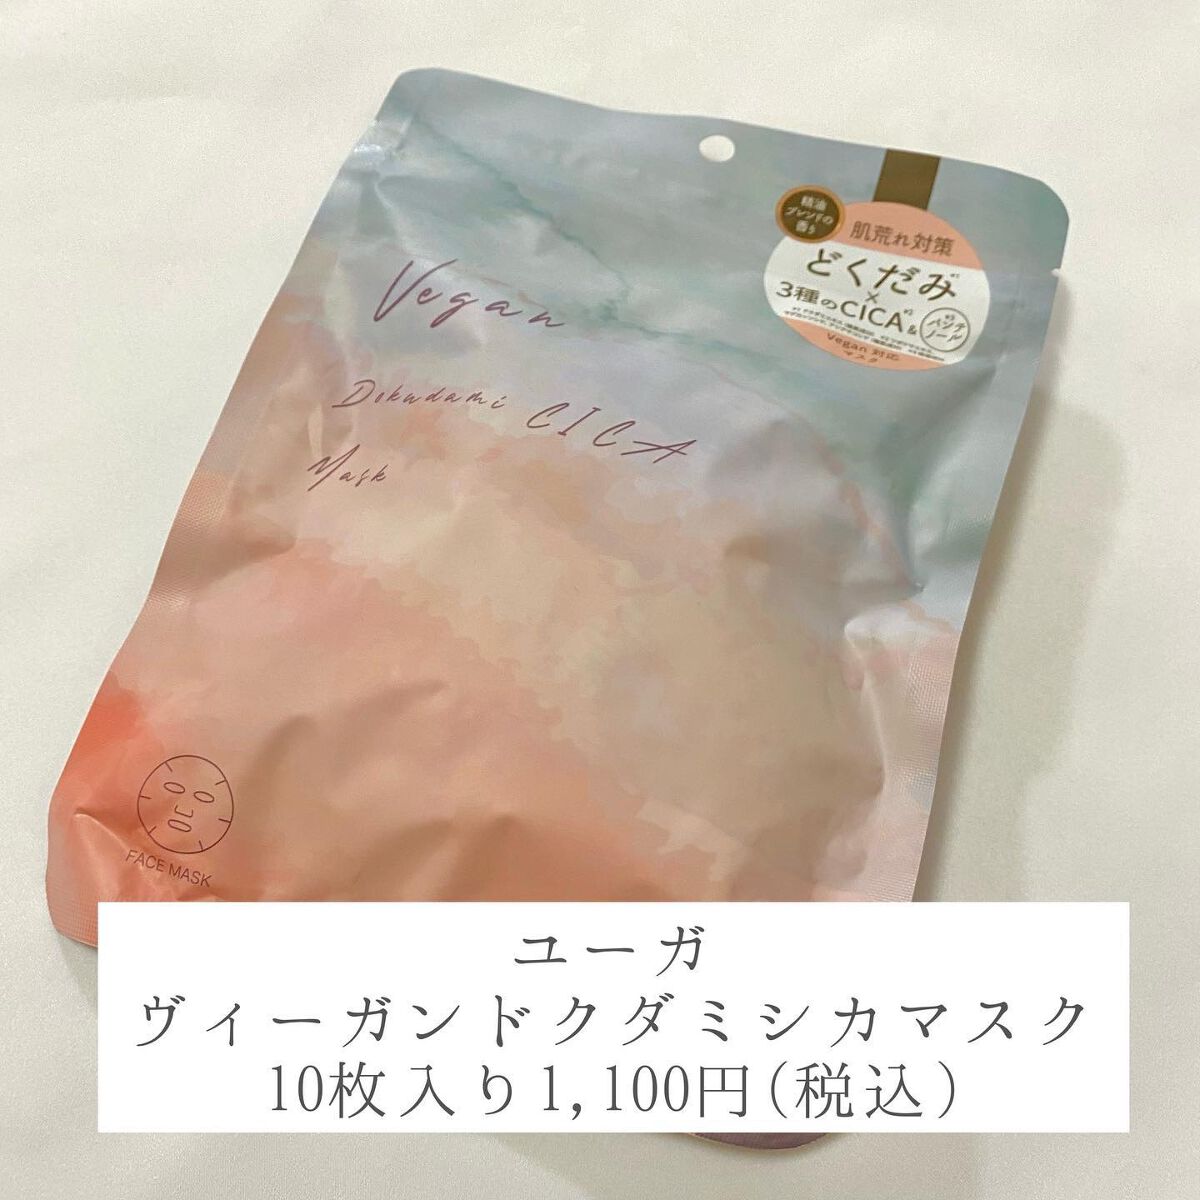 精油
ブレンドの
香り
肌荒れ対策
どくだみ*1
×
3種のCICA*2&
*3
パンテ
ノール
Vegan 対応
マスク
Vegan
Dokudami CICA
Mask
FACE MASK
ユーガ
ヴィーガンドクダミシカマスク
10枚入り1,100円(税込)